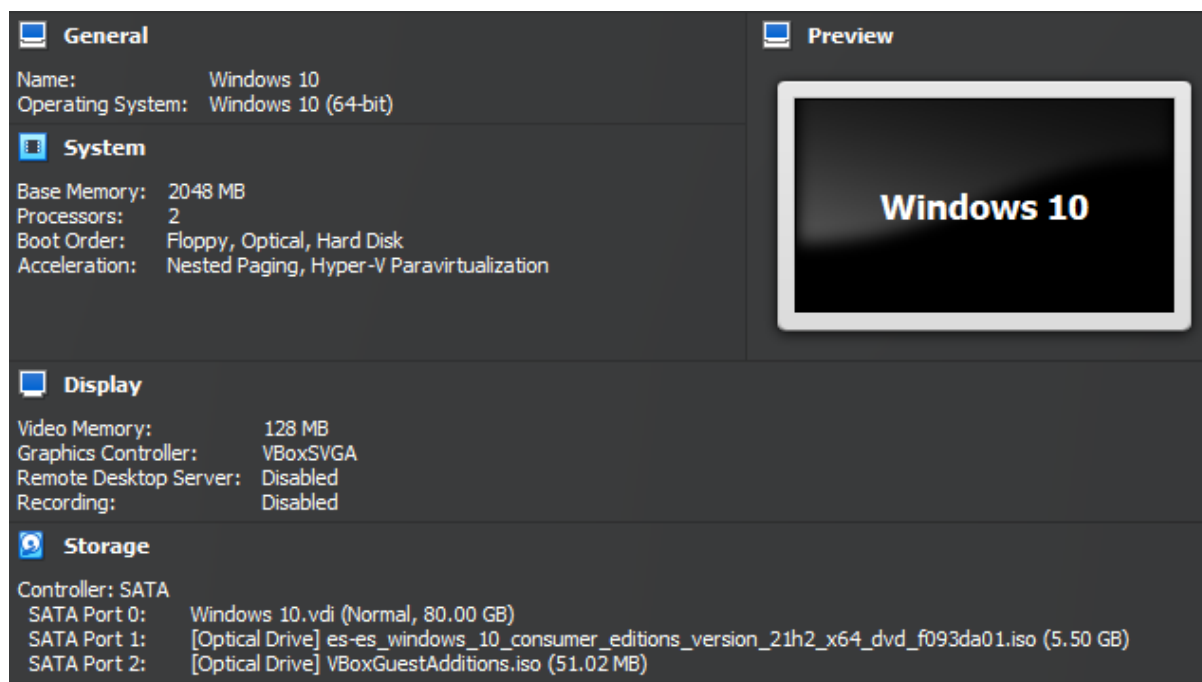 General
Name: Windows 10
Operating System: Windows 10 (64-bit)
System
Base Memory: 2048 MB
Processors: 2
Boot Order: Floppy, Optical, Hard Disk
Acceleration: Nested Paging, Hyper-V Paravirtualization
Preview
Windows 10
Display
Video Memory: 128 MB
Graphics Controller: VBoxSVGA
Remote Desktop Server: Disabled
Recording: Disabled
Storage
Controller: SATA
SATA Port 0: Windows 10.vdi (Normal, 80.00 GB)
SATA Port 1: [Optical Drive] es-es_windows_10_consumer_editions_version_21h2_x64_dvd_f093da01.iso (5.50 GB)
SATA Port 2: [Optical Drive] VBoxGuestAdditions.iso (51.02 MB)